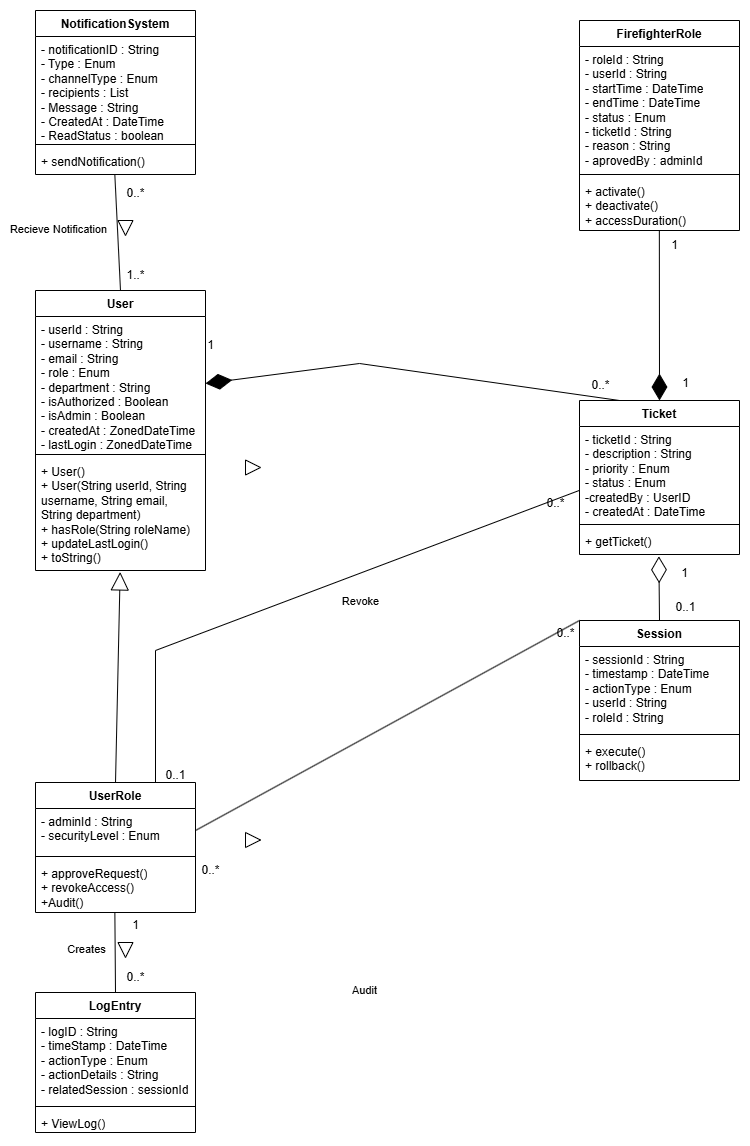 NotificationSystem
- notificationID : String
- Type : Enum
- channelType : Enum
- recipients : List
- Message : String
- CreatedAt : DateTime
- ReadStatus : boolean
+ sendNotification()
0..*
Recieve Notification
1..*
User
- userId : String
- username : String
- email : String
- role : Enum
- department : String
- isAuthorized : Boolean
- isAdmin : Boolean
- createdAt : ZonedDateTime
- lastLogin : ZonedDateTime
+ User()
+ User(String userId, String
username, String email,
String department)
+ hasRole(String roleName)
+ updateLastLogin()
+ toString()
1
0..*
FirefighterRole
- roleId : String
- userId : String
- startTime : DateTime
- endTime : DateTime
- status : Enum
- ticketId : String
- reason : String
- aprovedBy : adminId
+ activate()
+ deactivate()
+ accessDuration()
1
1
Ticket
- ticketId : String
- description : String
- priority : Enum
- status : Enum
-createdBy : UserID
- createdAt : DateTime
+ getTicket()
0..*
Revoke
0..1
1
0..1
Session
- sessionId : String
- timestamp : DateTime
- actionType : Enum
- userId : String
- roleId : String
+ execute()
+ rollback()
0..*
UserRole
- adminId : String
- securityLevel : Enum
+ approveRequest()
+ revokeAccess()
+Audit()
0..*
1
Creates
0..*
Audit
LogEntry
- logID : String
- timeStamp : DateTime
- actionType : Enum
- actionDetails : String
- relatedSession : sessionId
+ ViewLog()